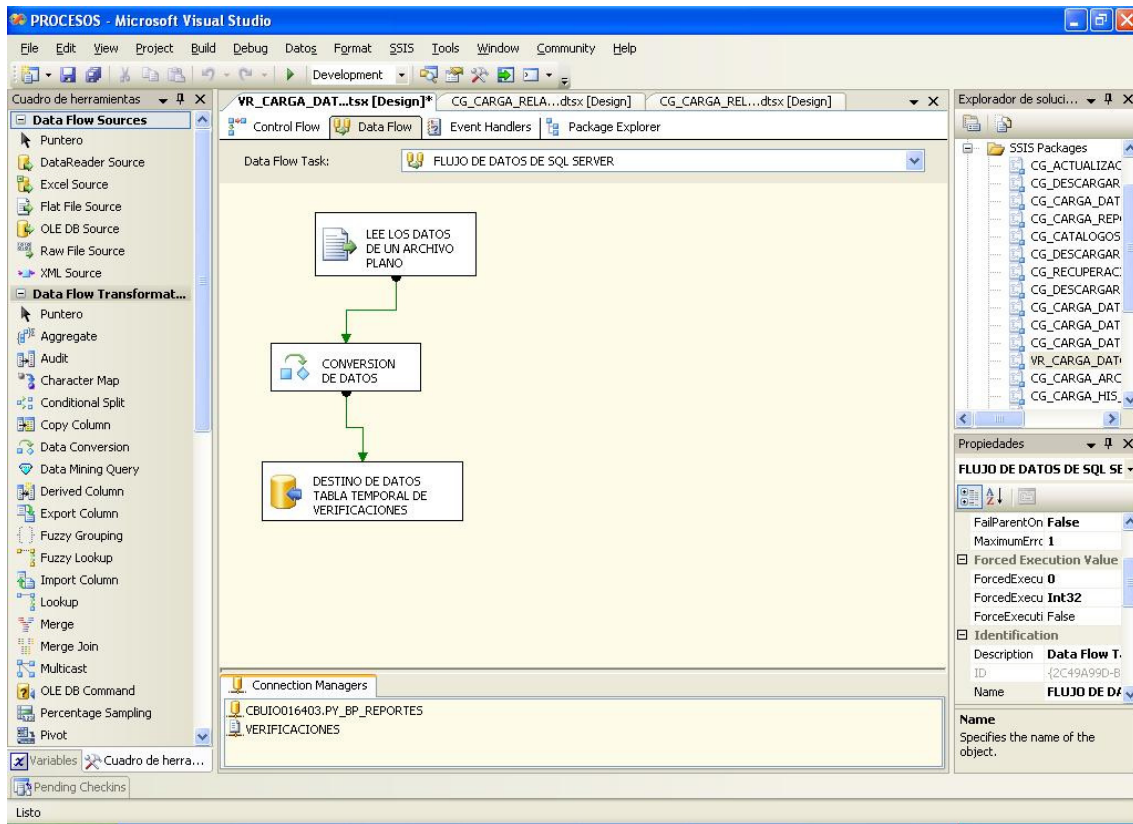 PROCESOS - Microsoft Visual Studio
File Edit View Project Build Debug Datos Format SSIS Tools Window Community Help
Development
Cuadro de herramientas
Data Flow Sources
Puntero
DataReader Source
Excel Source
Flat File Source
OLE DB Source
Raw File Source
XML Source
Data Flow Transformat...
Puntero
Aggregate
Audit
Character Map
Conditional Split
Copy Column
Data Conversion
Data Mining Query
Derived Column
Export Column
Fuzzy Grouping
Fuzzy Lookup
Import Column
Lookup
Merge
Merge Join
Multicast
OLE DB Command
Percentage Sampling
Pivot
Variables Cuadro de herra...
VR_CARGA_DAT...tsx [Design]* CG_CARGA_RELA...dtsx [Design] CG_CARGA_REL...dtsx [Design]
Control Flow Data Flow Event Handlers Package Explorer
Data Flow Task: FLUJO DE DATOS DE SQL SERVER
LEE LOS DATOS
DE UN ARCHIVO
PLANO
CONVERSION
DE DATOS
DESTINO DE DATOS
TABLA TEMPORAL DE
VERIFICACIONES
Connection Managers
CBUIO016403.PY_BP_REPORTES
VERIFICACIONES
Explorador de soluci...
SSIS Packages
CG_ACTUALIZAC
CG_DESCARGAR
CG_CARGA_DAT
CG_CARGA_REP
CG_CATALOGOS
CG_DESCARGAR
CG_RECUPERAC
CG_DESCARGAR
CG_CARGA_DAT
CG_CARGA_DAT
CG_CARGA_DAT
VR_CARGA_DAT
CG_CARGA_ARC
CG_CARGA_HIS_
Propiedades
FLUJO DE DATOS DE SQL SE
FailParentOn False
MaximumErrc 1
Forced Execution Value
ForcedExecu 0
ForcedExecu Int32
ForceExecuti False
Identification
Description Data Flow T
ID {2C49A99D-B
Name FLUJO DE DA
Name
Specifies the name of the
object.
Pending Checkins
Listo